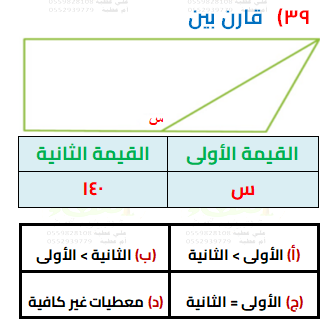 ٣٩) قارن بين
س
القيمة الأولى القيمة الثانية
س ١٤٠
(أ) الأولى > الثانية (ب) الثانية > الأولى
(ج) الأولى = الثانية (د) معطيات غير كافية